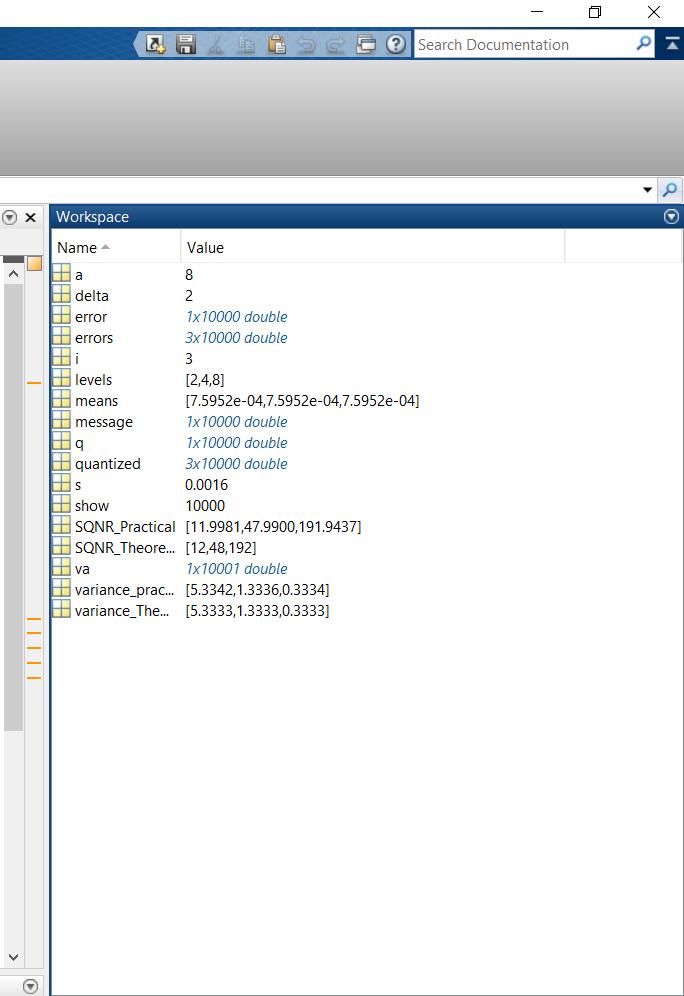 Search Documentation
Workspace
Name Value
a 8
delta 2
error 1x10000 double
errors 3x10000 double
i 3
levels [2,4,8]
means [7.5952e-04,7.5952e-04,7.5952e-04]
message 1x10000 double
q 1x10000 double
quantized 3x10000 double
s 0.0016
show 10000
SQNR_Practical [11.9981,47.9900,191.9437]
SQNR_Theore... [12,48,192]
va 1x10001 double
variance_prac... [5.3342,1.3336,0.3334]
variance_The... [5.3333,1.3333,0.3333]